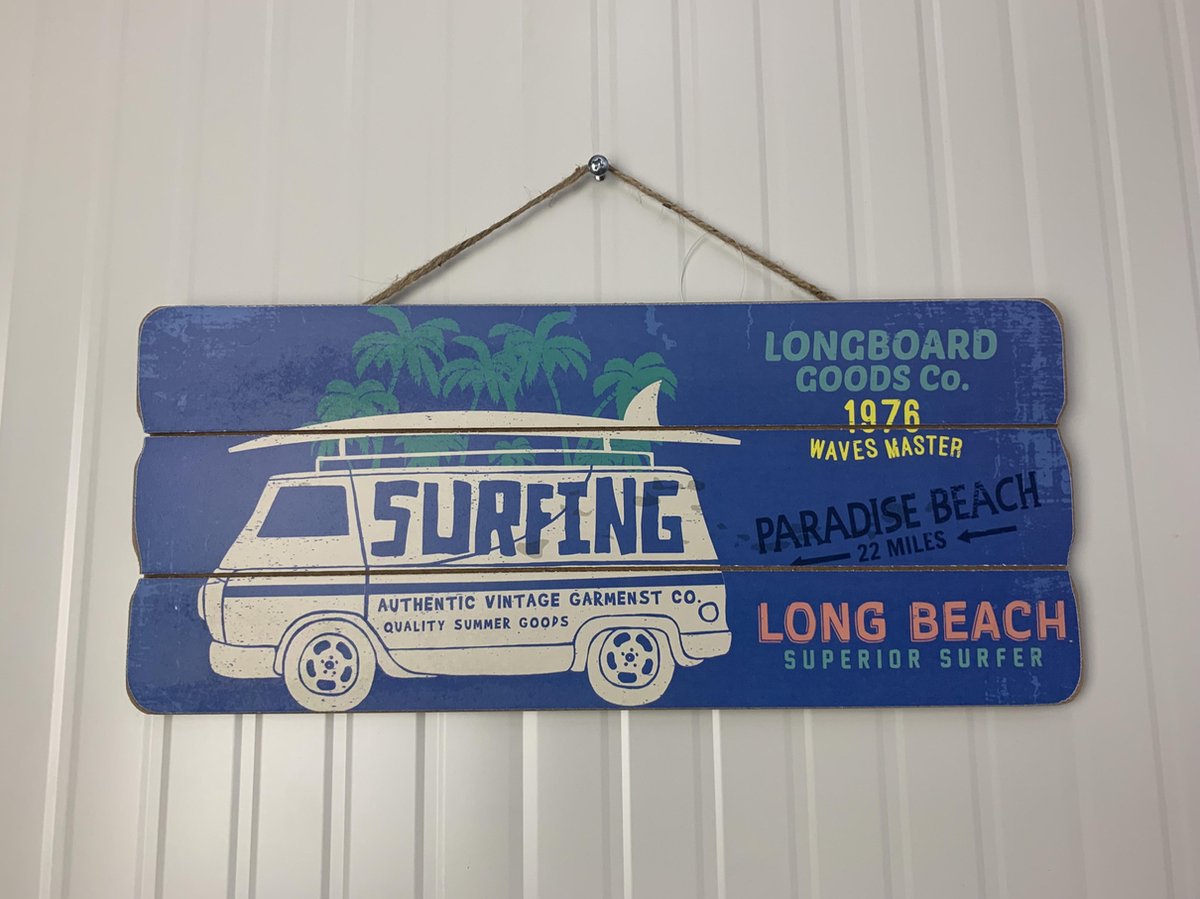 SURFING
AUTHENTIC VINTAGE GARMENST CO.
QUALITY SUMMER GOODS
LONGBOARD
GOODS Co.
1976
WAVES MASTER
PARADISE BEACH
22 MILES
LONG BEACH
SUPERIOR SURFER